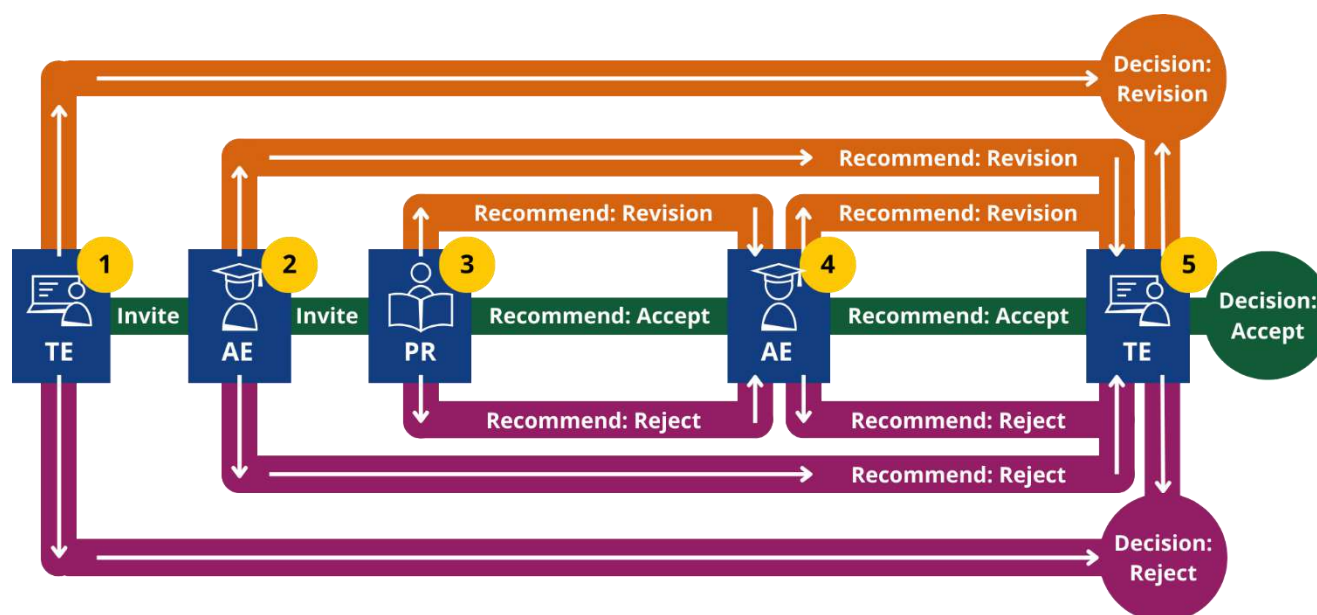 Decision:
Revision
Recommend: Revision
Recommend: Revision
Recommend: Revision
1
2
3
4
5
Invite
Invite
Recommend: Accept
Recommend: Accept
Decision:
Accept
TE
AE
PR
AE
TE
Recommend: Reject
Recommend: Reject
Recommend: Reject
Decision:
Reject